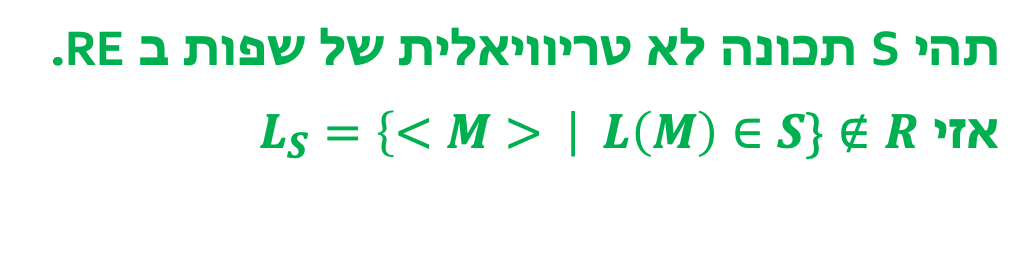 תהי S תכונה לא טריוויאלית של שפות ב RE.
אזי L_S = {< M > | L(M) ∈ S} ∉ R